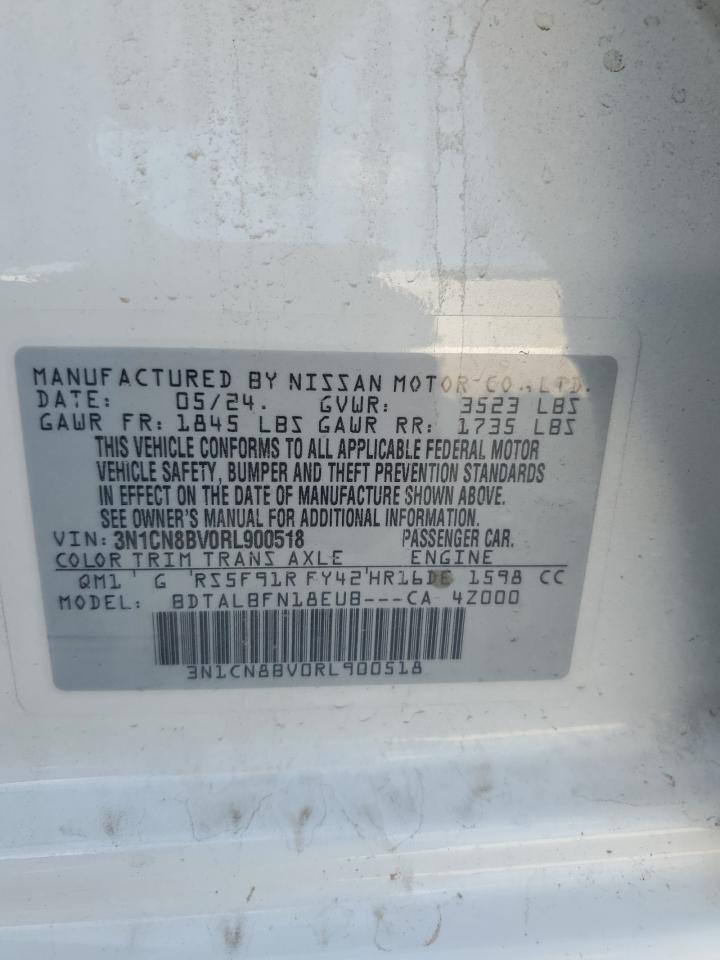 MANUFACTURED BY NISSAN MOTOR CO., LTD.
DATE: 05/24. GVWR: 3523 LBS
GAWR FR: 1845 LBS GAWR RR: 1735 LBS
THIS VEHICLE CONFORMS TO ALL APPLICABLE FEDERAL MOTOR
VEHICLE SAFETY, BUMPER AND THEFT PREVENTION STANDARDS
IN EFFECT ON THE DATE OF MANUFACTURE SHOWN ABOVE.
SEE OWNER'S MANUAL FOR ADDITIONAL INFORMATION.
VIN: 3N1CN8BV0RL900518 PASSENGER CAR.
COLOR TRIM TRANS AXLE ENGINE
QM1 G RS5F91R FY42 HR16DE 1598 CC
MODEL: BDTALBFN18EUB---CA 4Z000
3N1CN8BV0RL900518